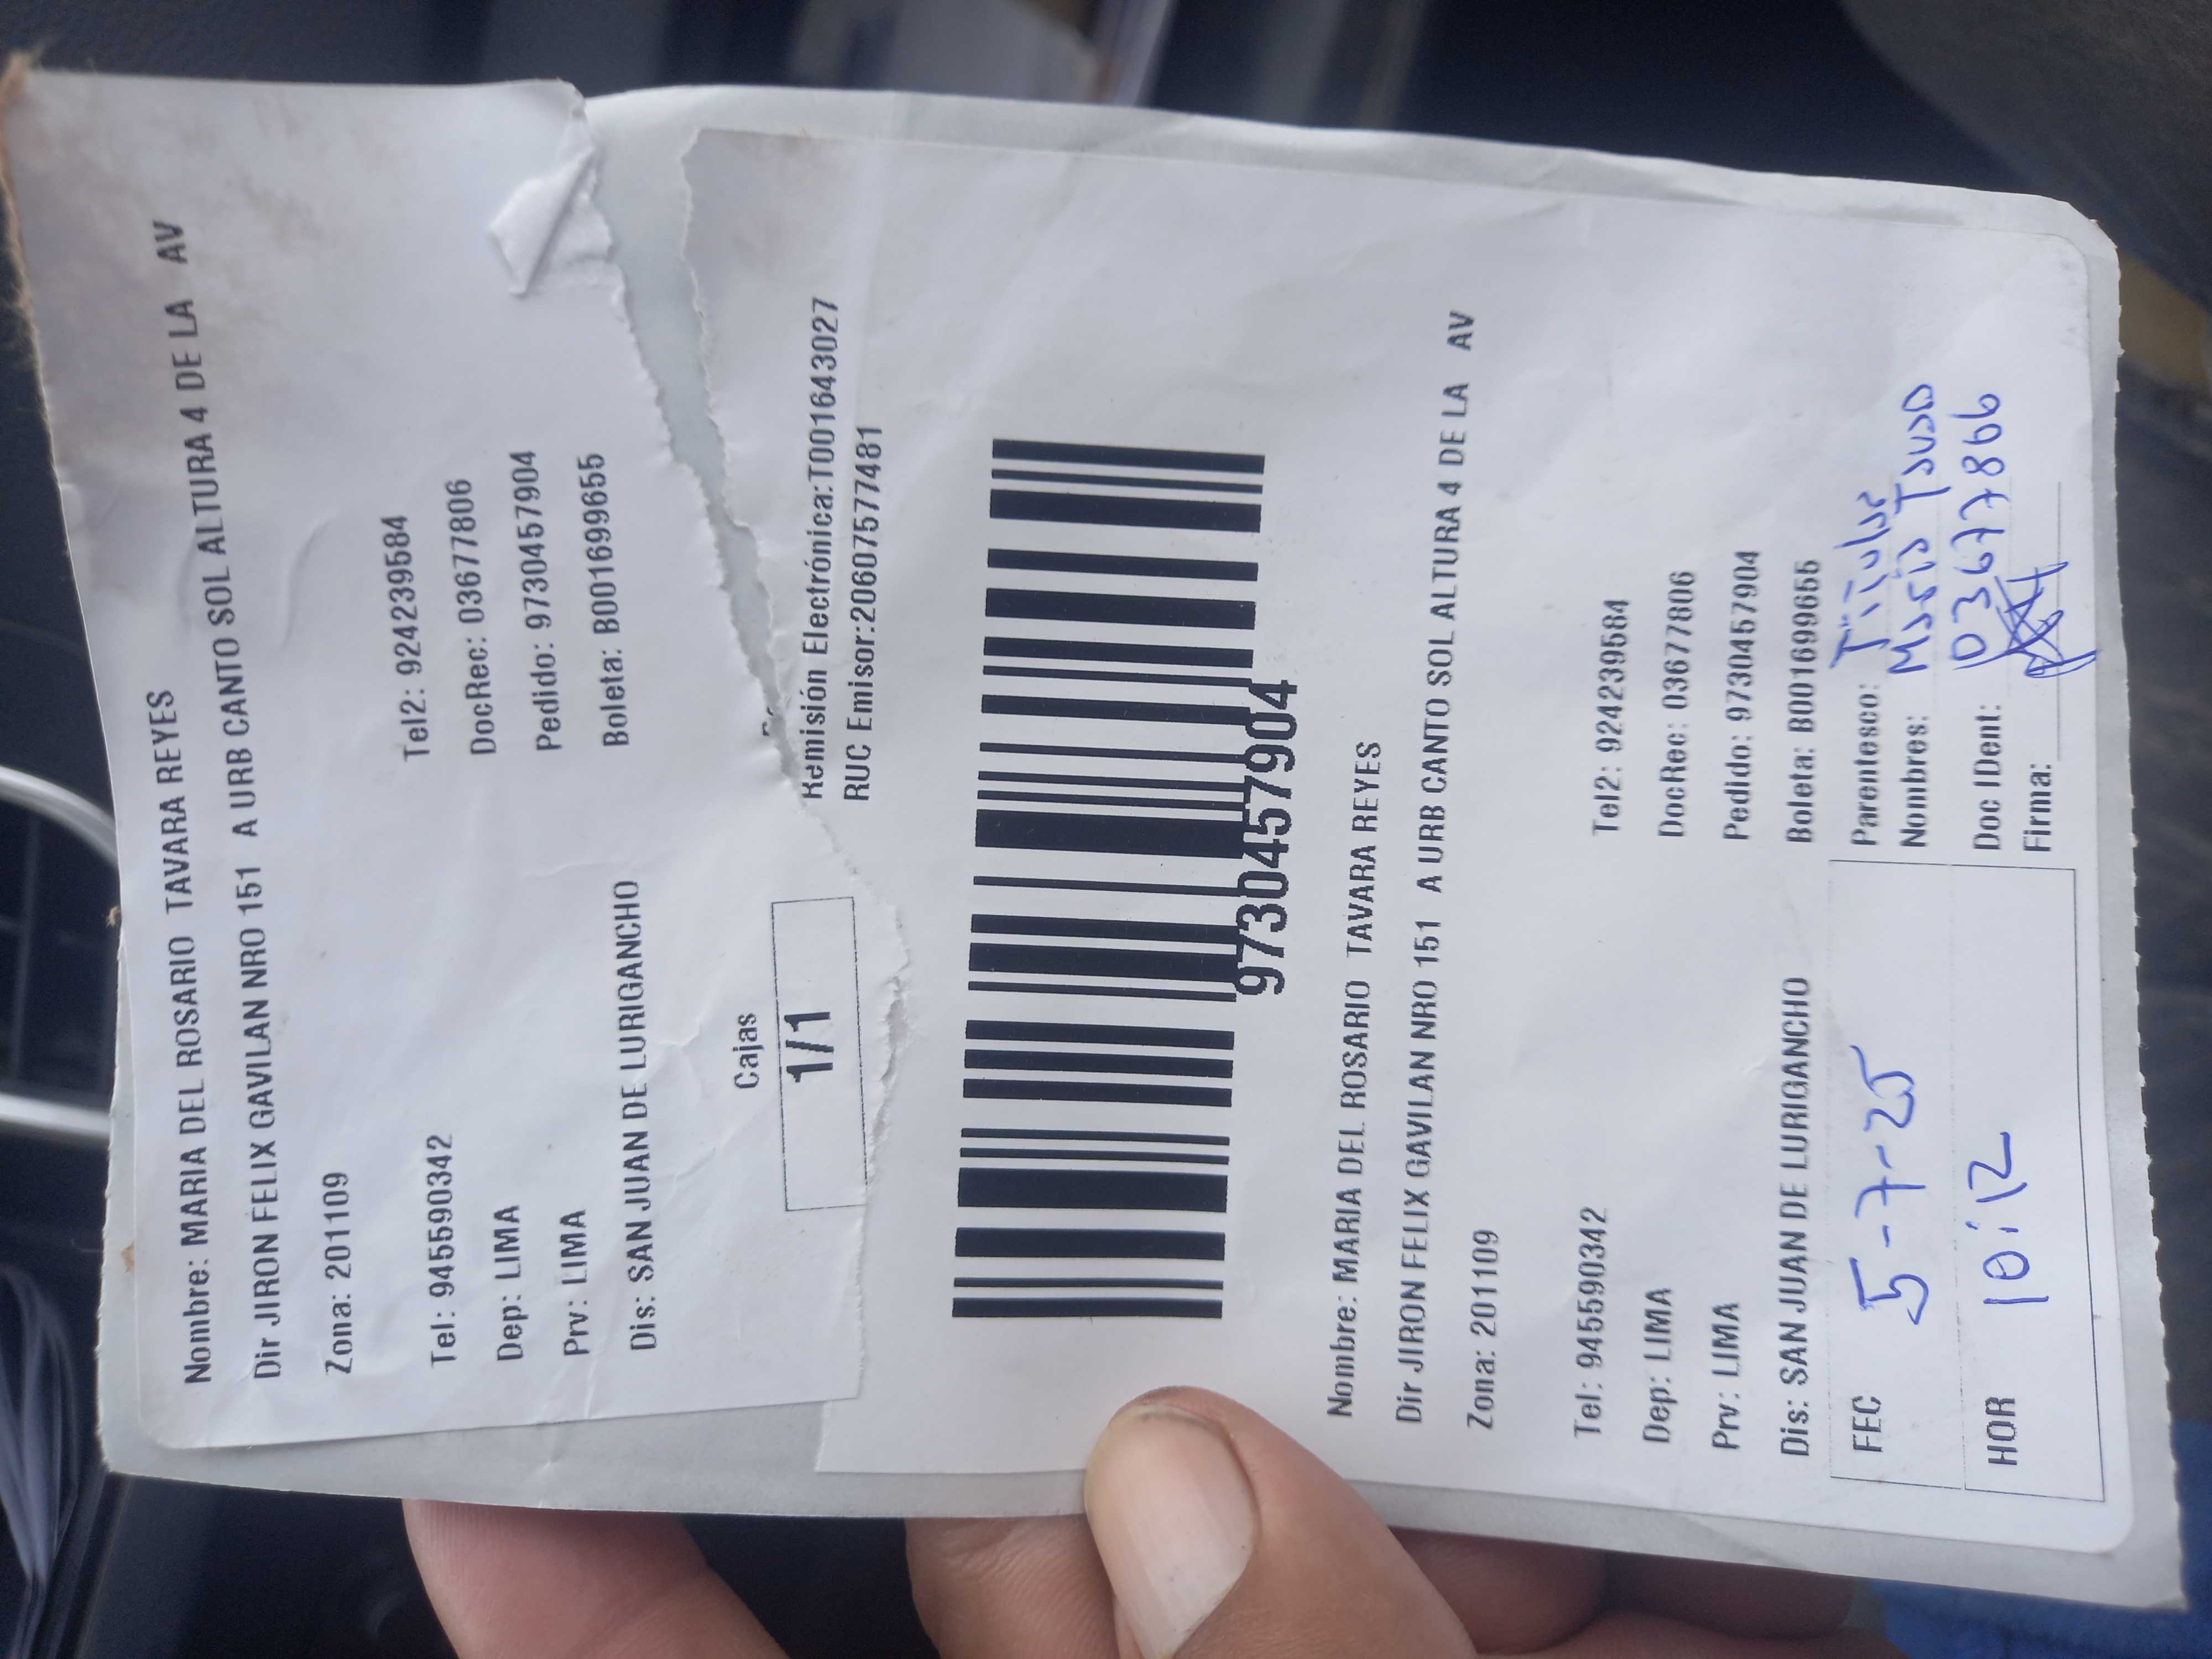 Nombre: MARIA DEL ROSARIO TAVARA REYES
Dir JIRON FELIX GAVILAN NRO 151 A URB CANTO SOL ALTURA 4 DE LA AV
Zona: 201109
Tel: 945590342 Tel2: 924239584
Dep: LIMA DocRec: 03677806
Prv: LIMA Pedido: 9730457904
Dis: SAN JUAN DE LURIGANCHO Boleta: B001699655
Cajas
1/1
Remisión Electrónica:T001643027
RUC Emisor:20607577481
9730457904
Nombre: MARIA DEL ROSARIO TAVARA REYES
Dir JIRON FELIX GAVILAN NRO 151 A URB CANTO SOL ALTURA 4 DE LA AV
Zona: 201109
Tel: 945590342 Tel2: 924239584
Dep: LIMA DocRec: 03677806
Prv: LIMA Pedido: 9730457904
Dis: SAN JUAN DE LURIGANCHO Boleta: B001699655
FEC 5-7-25 Parentesco: Titular
Nombres: Maria
HOR 10:12 Doc IDent: 03677806
Firma: